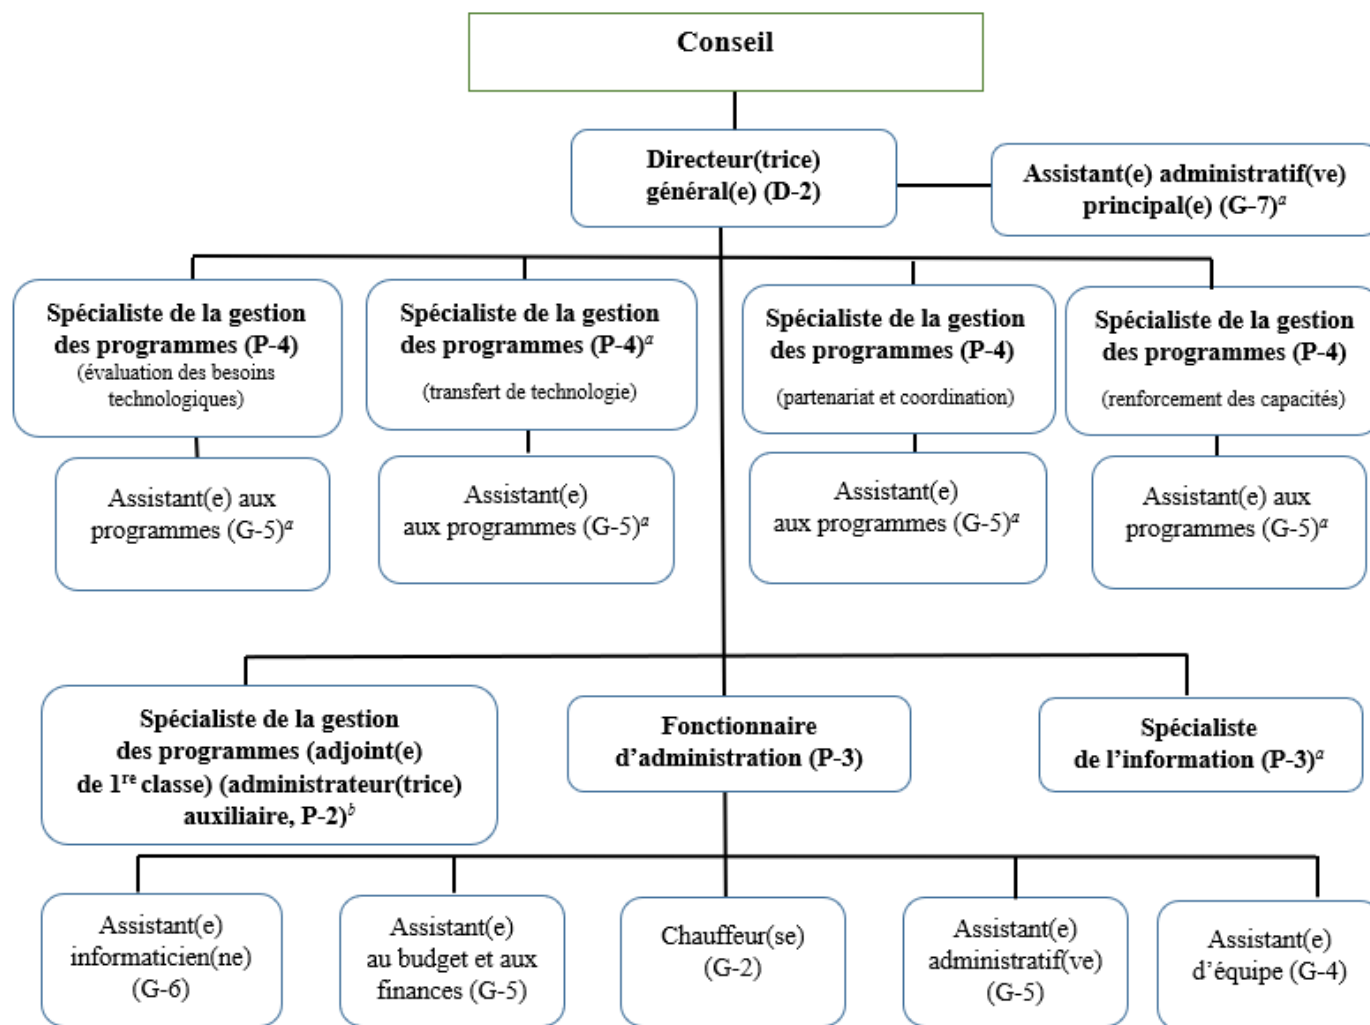 Conseil
Directeur(trice)
général(e) (D-2)
Assistant(e) administratif(ve)
principal(e) (G-7)ᵃ
Spécialiste de la gestion
des programmes (P-4)
(évaluation des besoins
technologiques)
Spécialiste de la gestion
des programmes (P-4)ᵃ
(transfert de technologie)
Spécialiste de la gestion
des programmes (P-4)
(partenariat et coordination)
Spécialiste de la gestion
des programmes (P-4)
(renforcement des capacités)
Assistant(e) aux
programmes (G-5)ᵃ
Assistant(e)
aux programmes (G-5)ᵃ
Assistant(e)
aux programmes (G-5)ᵃ
Assistant(e) aux
programmes (G-5)ᵃ
Spécialiste de la gestion
des programmes (adjoint(e)
de 1ʳᵉ classe) (administrateur(trice)
auxiliaire, P-2)ᵇ
Fonctionnaire
d’administration (P-3)
Spécialiste
de l’information (P-3)ᵃ
Assistant(e)
informaticien(ne)
(G-6)
Assistant(e)
au budget et aux
finances (G-5)
Chauffeur(se)
(G-2)
Assistant(e)
administratif(ve)
(G-5)
Assistant(e)
d’équipe (G-4)